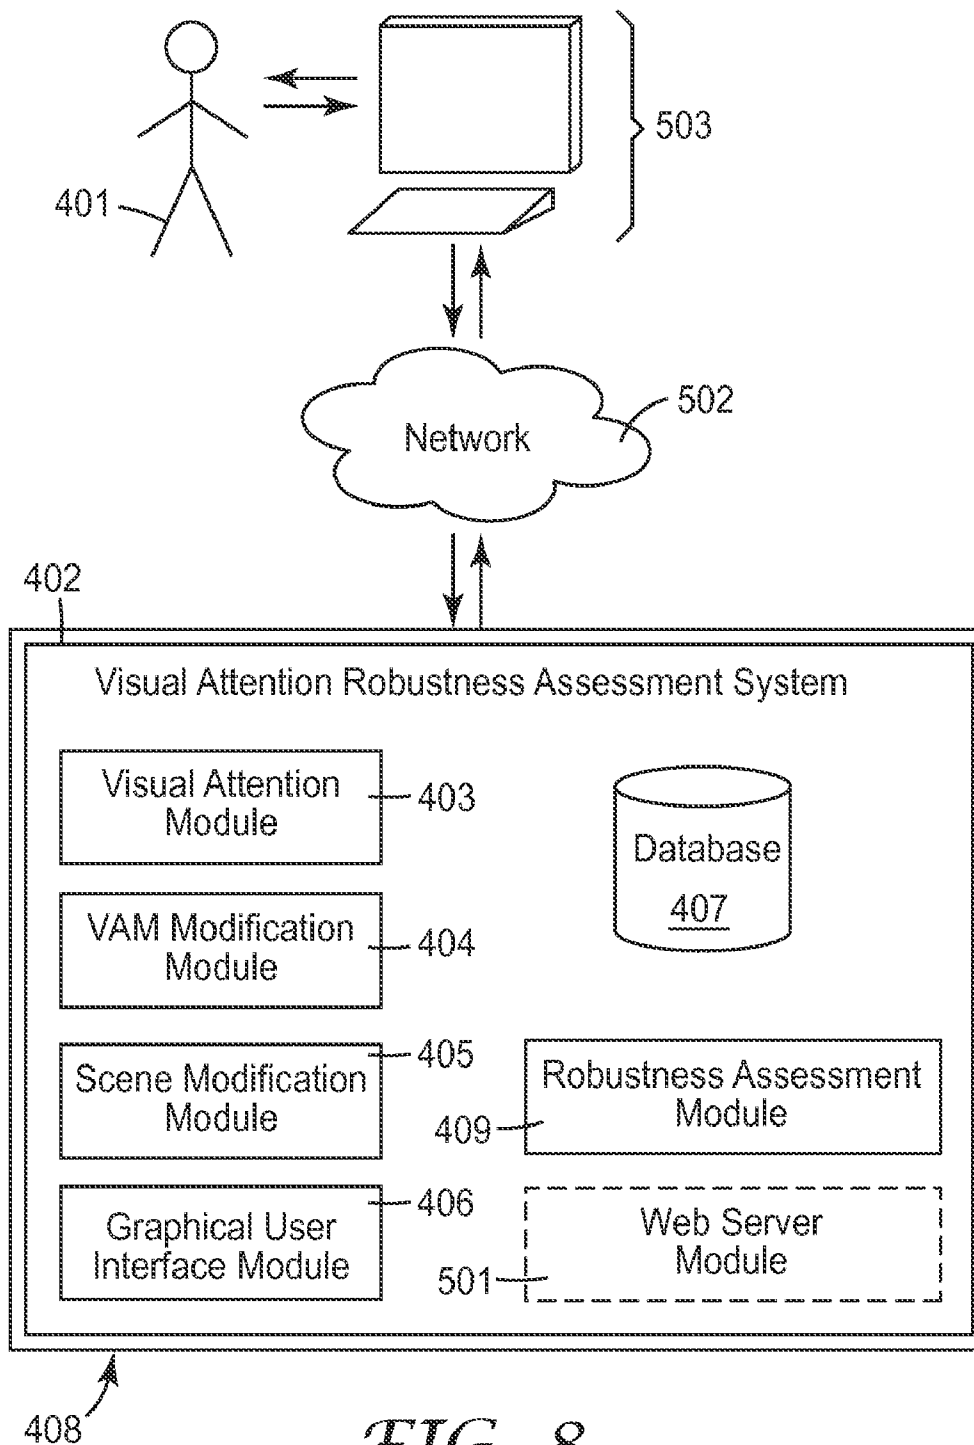 503
401
502
Network
402
Visual Attention Robustness Assessment System
Visual Attention
Module
403
Database
407
VAM Modification
Module
404
Scene Modification
Module
405
Robustness Assessment
Module
409
Graphical User
Interface Module
406
Web Server
Module
501
408
FIG. 8